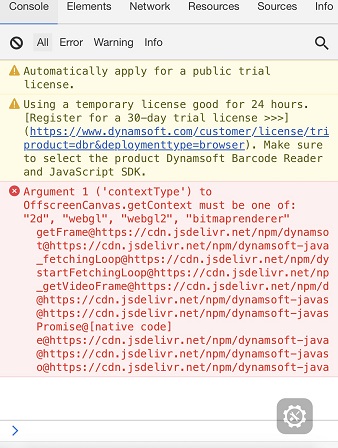 Console Elements Network Resources Sources Info
All Error Warning Info
Automatically apply for a public trial
license.
Using a temporary license good for 24 hours.
[Register for a 30-day trial license >>>]
(https://www.dynamsoft.com/customer/license/tri
product=dbr&deploymenttype=browser). Make sure
to select the product Dynamsoft Barcode Reader
and JavaScript SDK.
Argument 1 ('contextType') to
OffscreenCanvas.getContext must be one of:
"2d", "webgl", "webgl2", "bitmaprenderer"
getFrame@https://cdn.jsdelivr.net/npm/dynamso
t@https://cdn.jsdelivr.net/npm/dynamsoft-java
_fetchingLoop@https://cdn.jsdelivr.net/npm/dy
startFetchingLoop@https://cdn.jsdelivr.net/np
_getVideoFrame@https://cdn.jsdelivr.net/npm/d
@https://cdn.jsdelivr.net/npm/dynamsoft-javas
@https://cdn.jsdelivr.net/npm/dynamsoft-javas
Promise@[native code]
e@https://cdn.jsdelivr.net/npm/dynamsoft-java
@https://cdn.jsdelivr.net/npm/dynamsoft-javas
o@https://cdn.jsdelivr.net/npm/dynamsoft-java